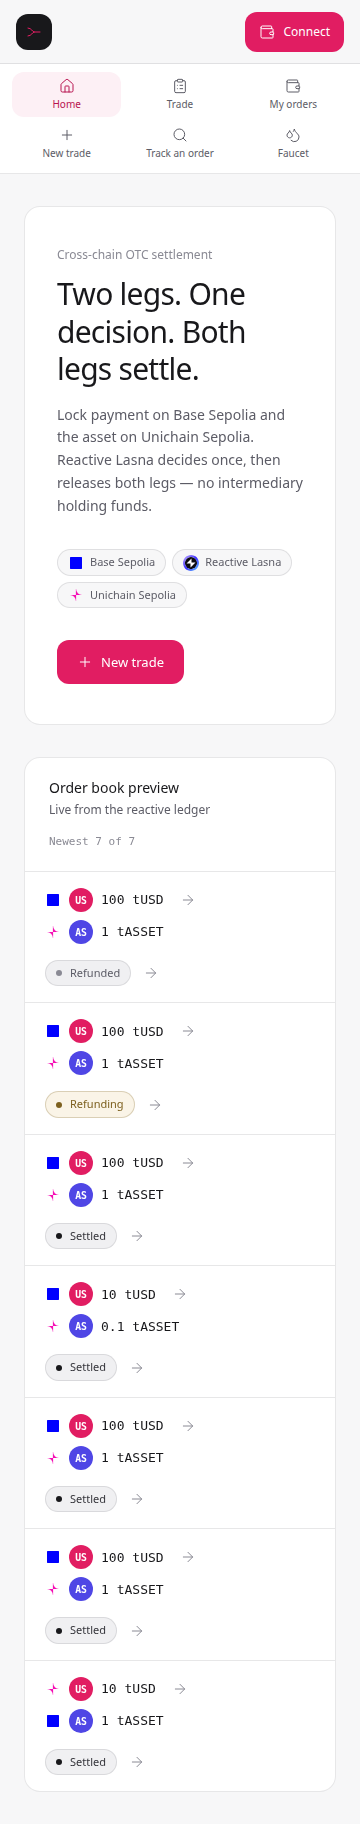 Connect
Home
Trade
My orders
New trade
Track an order
Faucet
Cross-chain OTC settlement
Two legs. One
decision. Both
legs settle.
Lock payment on Base Sepolia and
the asset on Unichain Sepolia.
Reactive Lasna decides once, then
releases both legs — no intermediary
holding funds.
Base Sepolia
Reactive Lasna
Unichain Sepolia
New trade
Order book preview
Live from the reactive ledger
Newest 7 of 7
US 100 tUSD
AS 1 tASSET
Refunded
US 100 tUSD
AS 1 tASSET
Refunding
US 100 tUSD
AS 1 tASSET
Settled
US 10 tUSD
AS 0.1 tASSET
Settled
US 100 tUSD
AS 1 tASSET
Settled
US 100 tUSD
AS 1 tASSET
Settled
US 10 tUSD
AS 1 tASSET
Settled